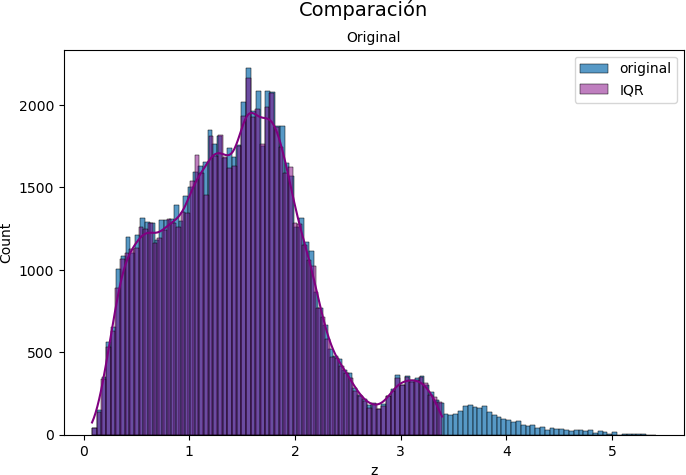 Comparación
Original
original
IQR
2000
1500
1000
500
0
Count
0 1 2 3 4 5
z